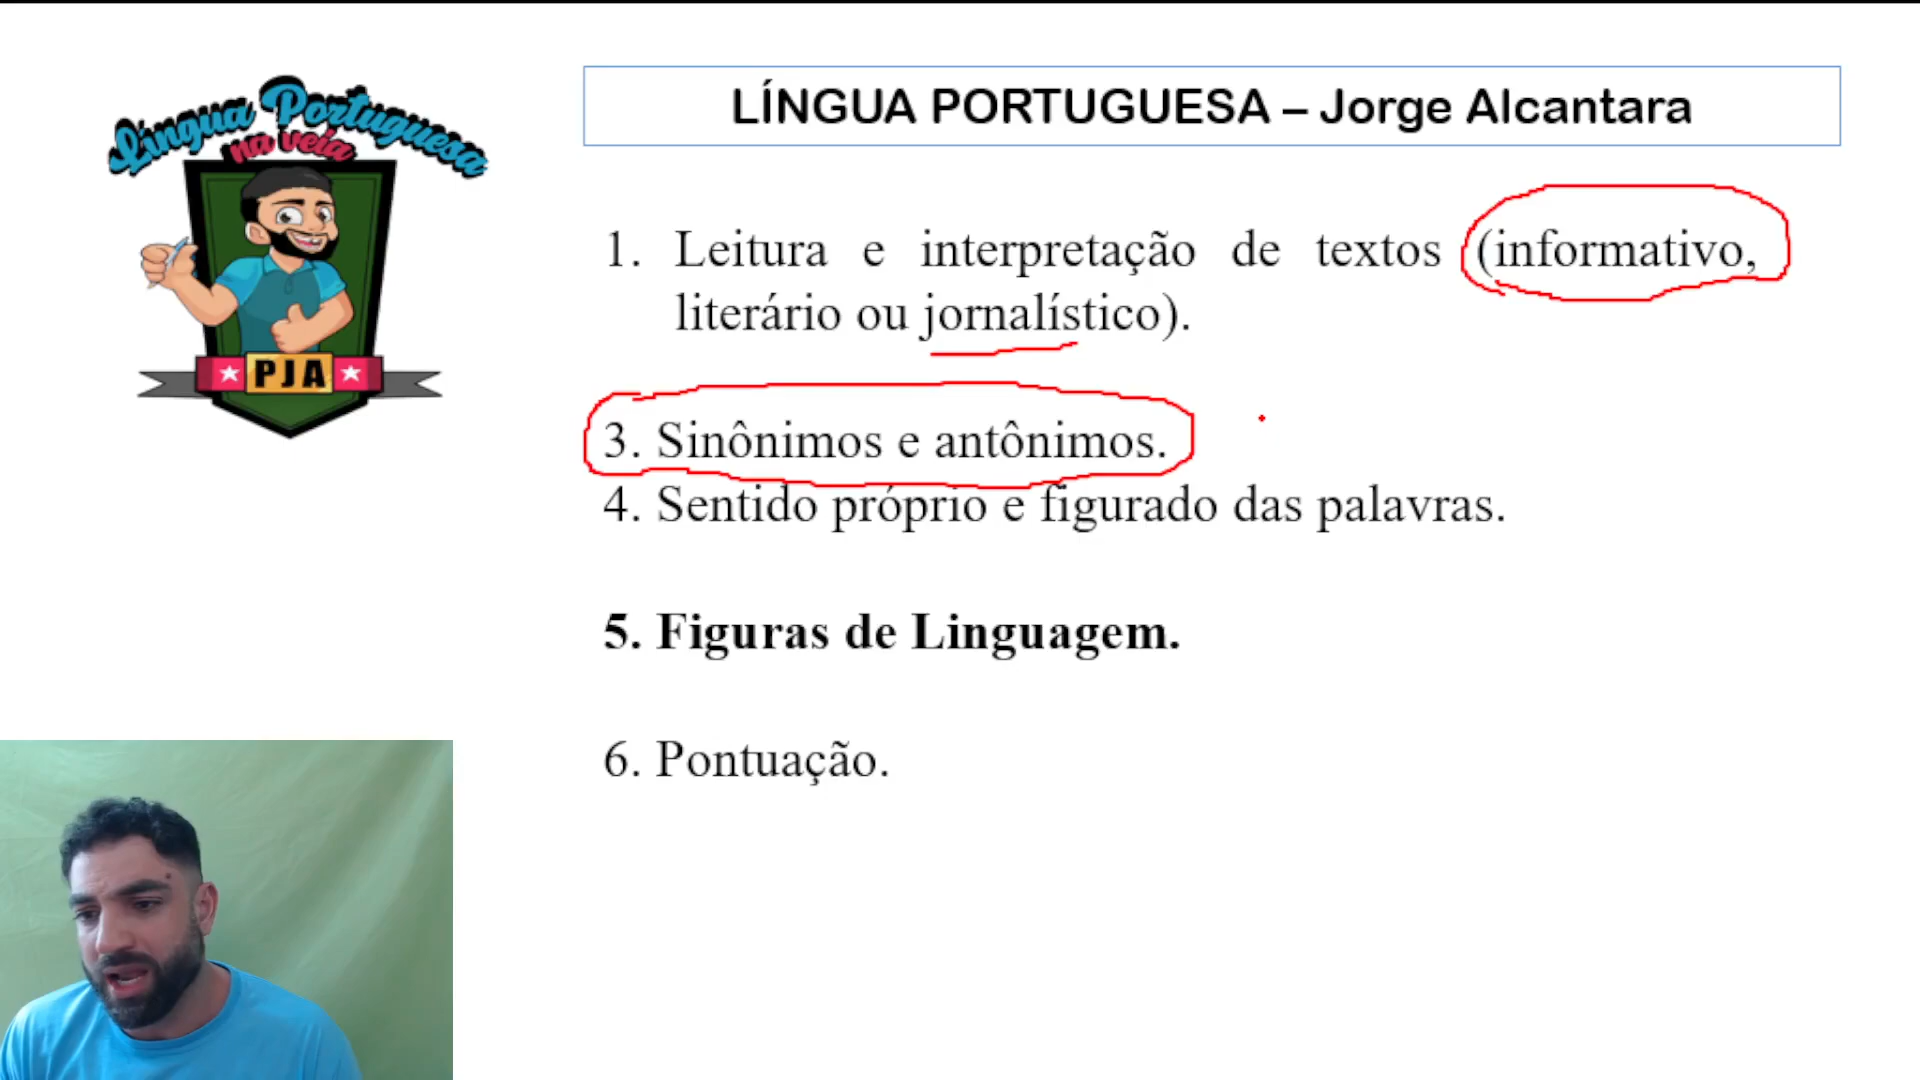 Língua Portuguesa
na veia
PJA
LÍNGUA PORTUGUESA – Jorge Alcantara
1. Leitura e interpretação de textos (informativo,
literário ou jornalístico).
3. Sinônimos e antônimos.
4. Sentido próprio e figurado das palavras.
5. Figuras de Linguagem.
6. Pontuação.